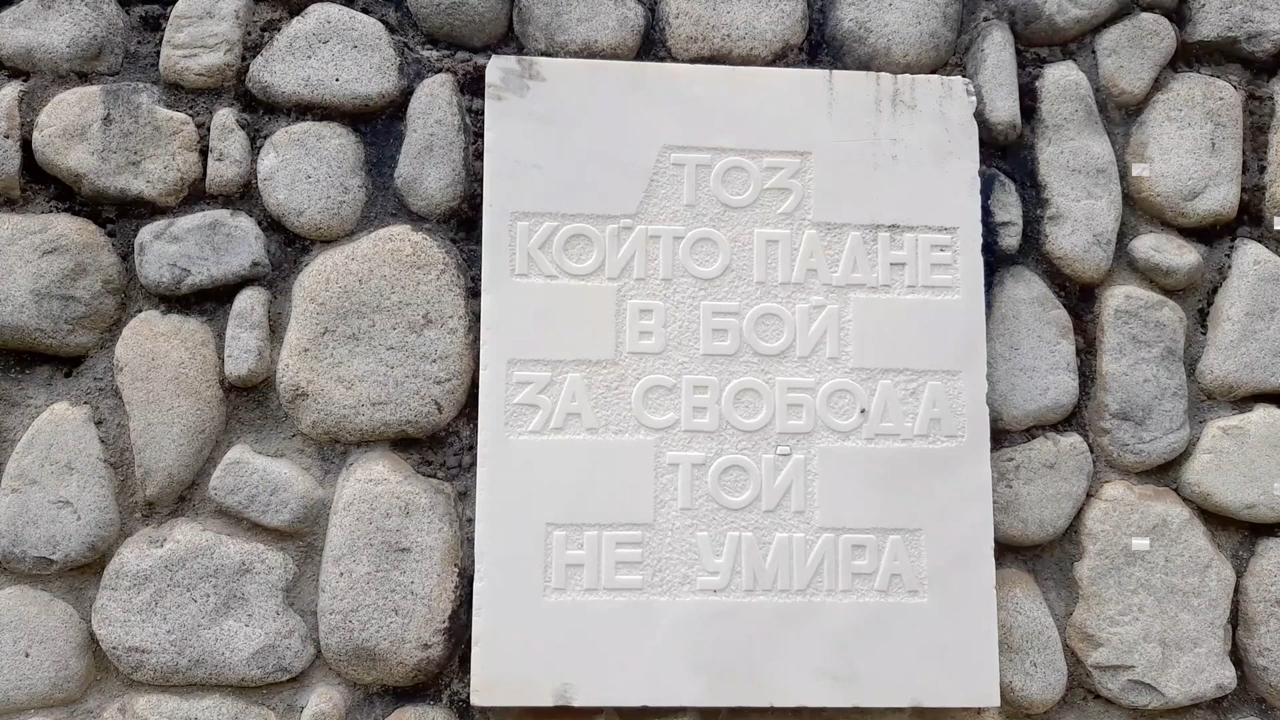 ТОЗ
КОЙТО ПАДНЕ
В БОЙ
ЗА СВОБОДА
ТОЙ
НЕ УМИРА